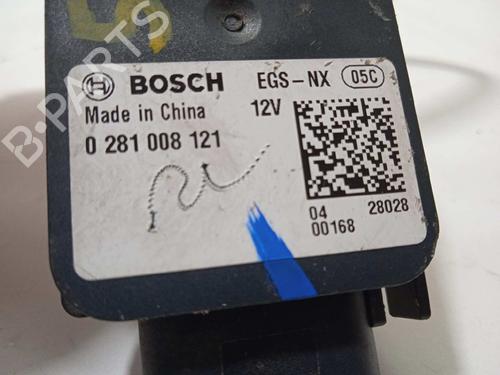 BOSCH EGS-NX 05C
Made in China 12V
0 281 008 121
04 28028
00168
B-PARTS